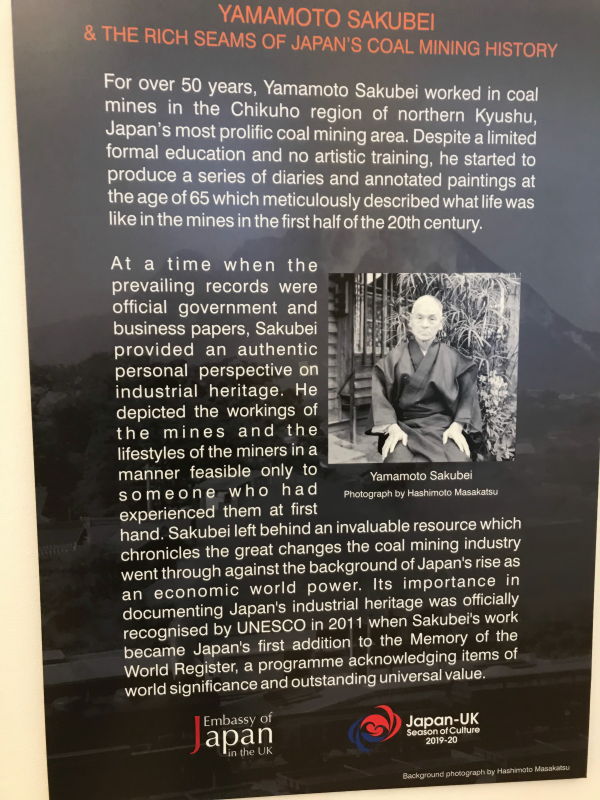 YAMAMOTO SAKUBEI
& THE RICH SEAMS OF JAPAN'S COAL MINING HISTORY
For over 50 years, Yamamoto Sakubei worked in coal
mines in the Chikuho region of northern Kyushu,
Japan's most prolific coal mining area. Despite a limited
formal education and no artistic training, he started to
produce a series of diaries and annotated paintings at
the age of 65 which meticulously described what life was
like in the mines in the first half of the 20th century.
At a time when the
prevailing records were
official government and
business papers, Sakubei
provided an authentic
personal perspective on
industrial heritage. He
depicted the workings of
the mines and the
lifestyles of the miners in a
manner feasible only to
someone who had
experienced them at first
hand. Sakubei left behind an invaluable resource which
chronicles the great changes the coal mining industry
went through against the background of Japan's rise as
an economic world power. Its importance in
documenting Japan's industrial heritage was officially
recognised by UNESCO in 2011 when Sakubei's work
became Japan's first addition to the Memory of the
World Register, a programme acknowledging items of
world significance and outstanding universal value.
Yamamoto Sakubei
Photograph by Hashimoto Masakatsu
Embassy of
Japan
in the UK
Japan-UK
Season of Culture
2019-20
Background photograph by Hashimoto Masakatsu